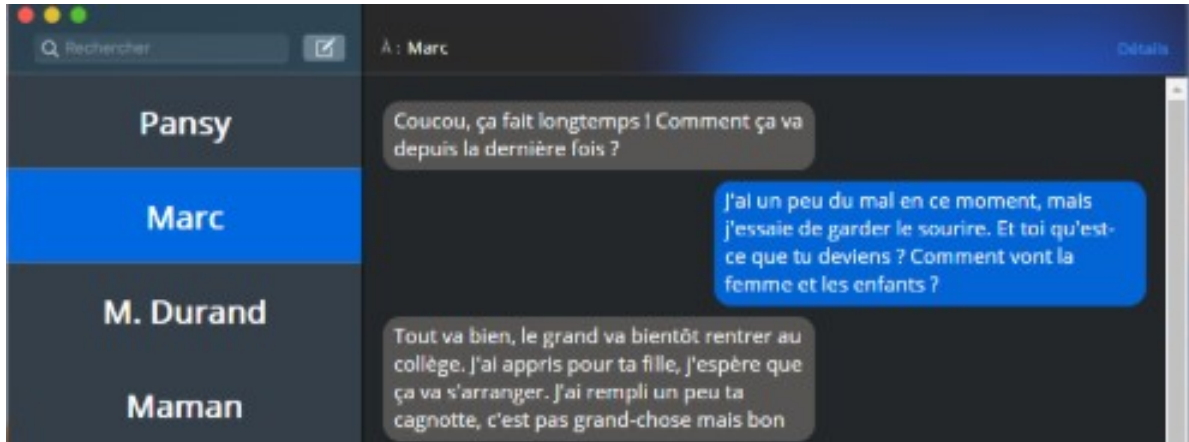 Rechercher
À : Marc
Détails
Pansy
Marc
M. Durand
Maman
Coucou, ça fait longtemps ! Comment ça va
depuis la dernière fois ?
J'ai un peu du mal en ce moment, mais
j'essaie de garder le sourire. Et toi qu'est-
ce que tu deviens ? Comment vont la
femme et les enfants ?
Tout va bien, le grand va bientôt rentrer au
collège. J'ai appris pour ta fille, j'espère que
ça va s'arranger. J'ai rempli un peu ta
cagnotte, c'est pas grand-chose mais bon